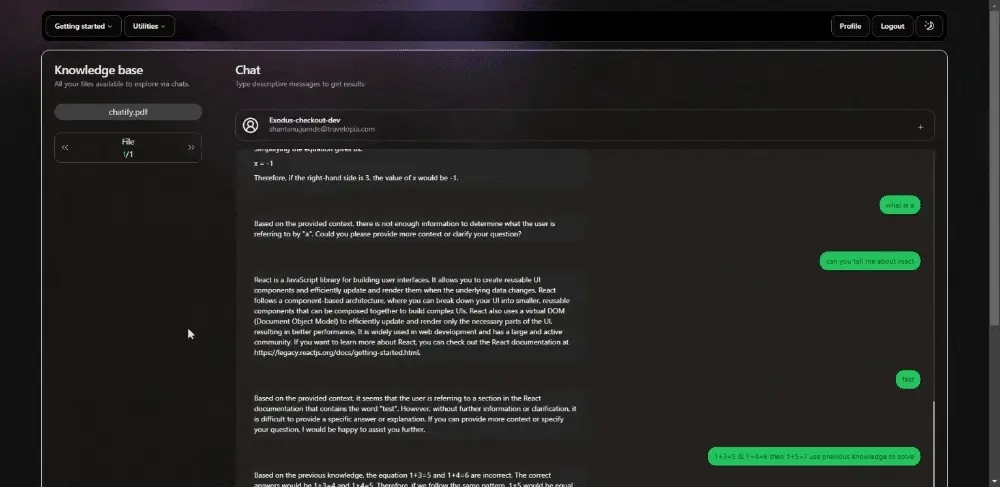 Getting started
Utilities
Profile
Logout
Knowledge base
All your files available to explore via chats.
chatify.pdf
File
1/1
Chat
Type descriptive messages to get results
Exodus-checkout-dev
shantanu.jumde@travelopia.com
Simplifying the equation gives us:
x = -1
Therefore, if the right-hand side is 3, the value of x would be -1.
what is a
Based on the provided context, there is not enough information to determine what the user is
referring to by "a". Could you please provide more context or clarify your question?
can you tell me about react
React is a JavaScript library for building user interfaces. It allows you to create reusable UI
components and efficiently update and render them when the underlying data changes. React
follows a component-based architecture, where you can break down your UI into smaller, reusable
components that can be composed together to build complex UIs. React also uses a virtual DOM
(Document Object Model) to efficiently update and render only the necessary parts of the UI,
resulting in better performance. It is widely used in web development and has a large and active
community. If you want to learn more about React, you can check out the React documentation at
https://legacy.reactjs.org/docs/getting-started.html.
test
Based on the provided context, it seems that the user is referring to a section in the React
documentation that contains the word "test". However, without further information or clarification, it
is difficult to provide a specific answer or explanation. If you can provide more context or specify
your question, I would be happy to assist you further.
1+3=5 & 1+4=6 then 1+5=? use previous knowledge to solve
Based on the previous knowledge, the equation 1+3=5 and 1+4=6 are incorrect. The correct
answers would be 1+3=4 and 1+4=5. Therefore, if we follow the same pattern, 1+5 would be equal